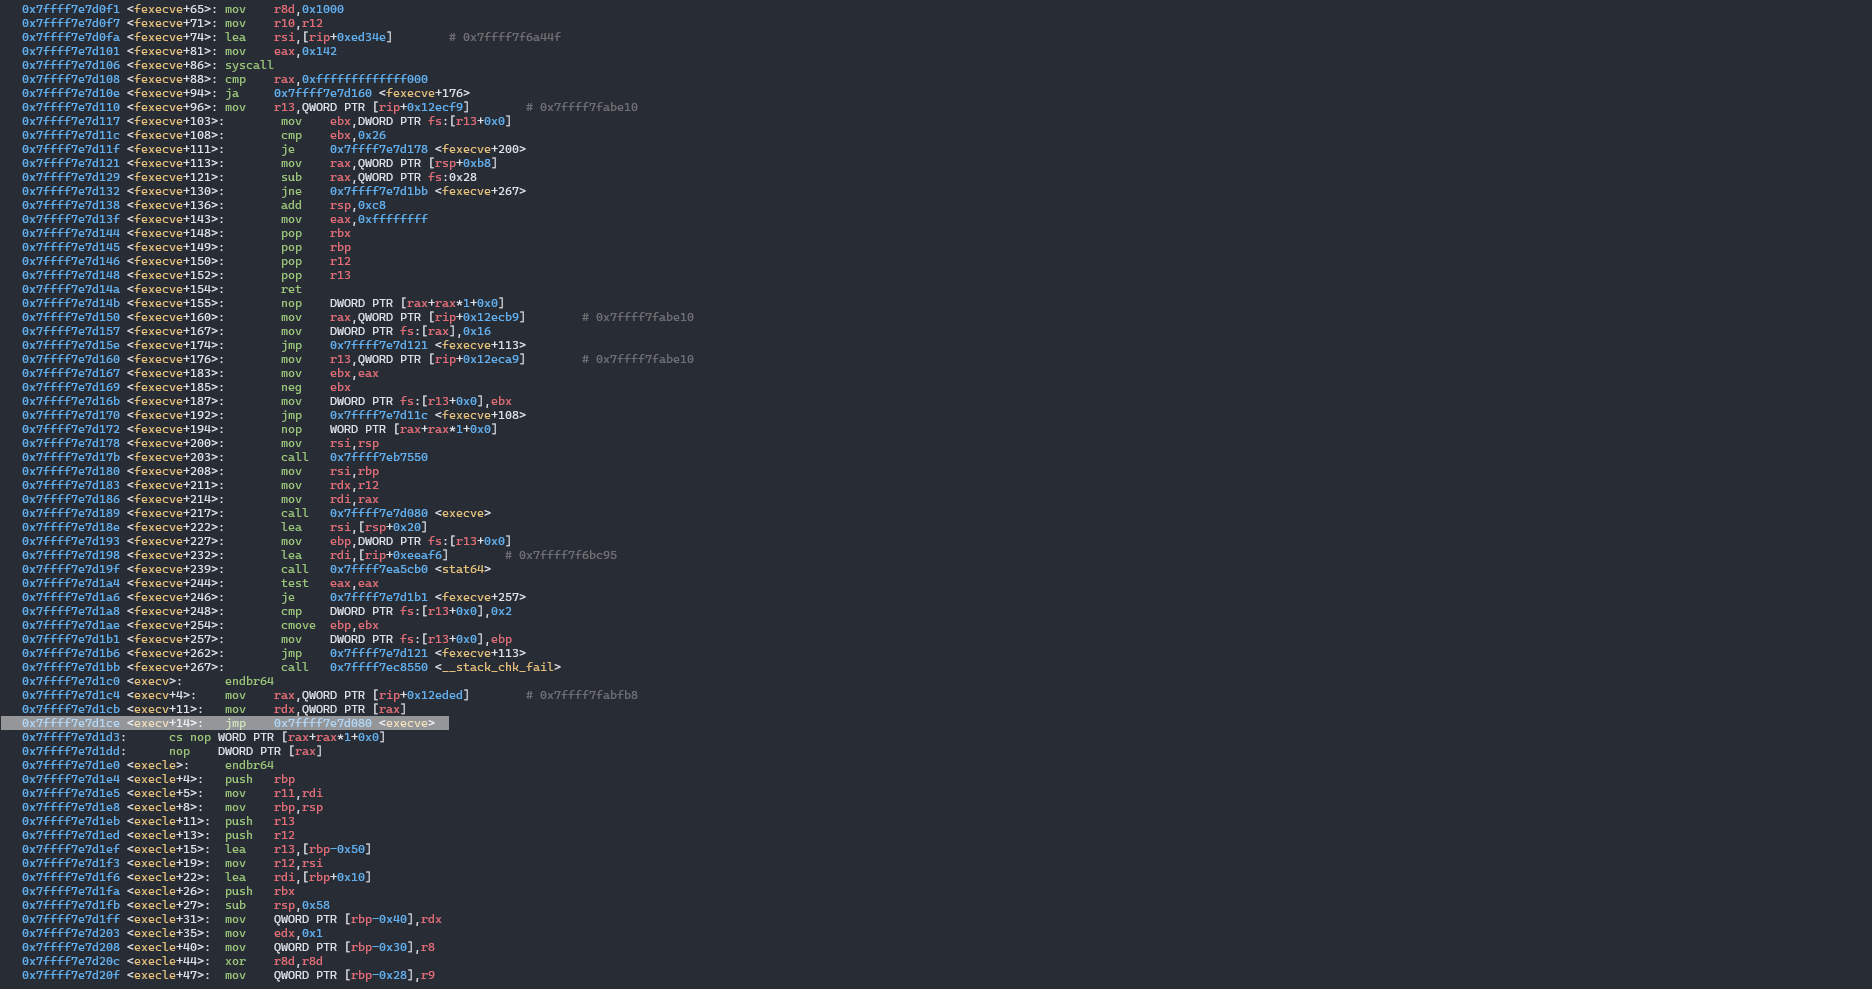 0x7ffff7e7d0f1 <fexecve+65>: mov    r8d,0x1000
0x7ffff7e7d0f7 <fexecve+71>: mov    r10,r12
0x7ffff7e7d0fa <fexecve+74>: lea    rsi,[rip+0xed34e]        # 0x7ffff7f6a44f
0x7ffff7e7d101 <fexecve+81>: mov    eax,0x142
0x7ffff7e7d106 <fexecve+86>: syscall
0x7ffff7e7d108 <fexecve+88>: cmp    rax,0xfffffffffffff000
0x7ffff7e7d10e <fexecve+94>: ja     0x7ffff7e7d160 <fexecve+176>
0x7ffff7e7d110 <fexecve+96>: mov    r13,QWORD PTR [rip+0x12ecf9]        # 0x7ffff7fabe10
0x7ffff7e7d117 <fexecve+103>:        mov    ebx,DWORD PTR fs:[r13+0x0]
0x7ffff7e7d11c <fexecve+108>:        cmp    ebx,0x26
0x7ffff7e7d11f <fexecve+111>:        je     0x7ffff7e7d178 <fexecve+200>
0x7ffff7e7d121 <fexecve+113>:        mov    rax,QWORD PTR [rsp+0xb8]
0x7ffff7e7d129 <fexecve+121>:        sub    rax,QWORD PTR fs:0x28
0x7ffff7e7d132 <fexecve+130>:        jne    0x7ffff7e7d1bb <fexecve+267>
0x7ffff7e7d138 <fexecve+136>:        add    rsp,0xc8
0x7ffff7e7d13f <fexecve+143>:        mov    eax,0xffffffff
0x7ffff7e7d144 <fexecve+148>:        pop    rbx
0x7ffff7e7d145 <fexecve+149>:        pop    rbp
0x7ffff7e7d146 <fexecve+150>:        pop    r12
0x7ffff7e7d148 <fexecve+152>:        pop    r13
0x7ffff7e7d14a <fexecve+154>:        ret
0x7ffff7e7d14b <fexecve+155>:        nop    DWORD PTR [rax+rax*1+0x0]
0x7ffff7e7d150 <fexecve+160>:        mov    rax,QWORD PTR [rip+0x12ecb9]        # 0x7ffff7fabe10
0x7ffff7e7d157 <fexecve+167>:        mov    DWORD PTR fs:[rax],0x16
0x7ffff7e7d15e <fexecve+174>:        jmp    0x7ffff7e7d121 <fexecve+113>
0x7ffff7e7d160 <fexecve+176>:        mov    r13,QWORD PTR [rip+0x12eca9]        # 0x7ffff7fabe10
0x7ffff7e7d167 <fexecve+183>:        mov    ebx,eax
0x7ffff7e7d169 <fexecve+185>:        neg    ebx
0x7ffff7e7d16b <fexecve+187>:        mov    DWORD PTR fs:[r13+0x0],ebx
0x7ffff7e7d170 <fexecve+192>:        jmp    0x7ffff7e7d11c <fexecve+108>
0x7ffff7e7d172 <fexecve+194>:        nop    WORD PTR [rax+rax*1+0x0]
0x7ffff7e7d178 <fexecve+200>:        mov    rsi,rsp
0x7ffff7e7d17b <fexecve+203>:        call   0x7ffff7eb7550
0x7ffff7e7d180 <fexecve+208>:        mov    rsi,rbp
0x7ffff7e7d183 <fexecve+211>:        mov    rdx,r12
0x7ffff7e7d186 <fexecve+214>:        mov    rdi,rax
0x7ffff7e7d189 <fexecve+217>:        call   0x7ffff7e7d080 <execve>
0x7ffff7e7d18e <fexecve+222>:        lea    rsi,[rsp+0x20]
0x7ffff7e7d193 <fexecve+227>:        mov    ebp,DWORD PTR fs:[r13+0x0]
0x7ffff7e7d198 <fexecve+232>:        lea    rdi,[rip+0xeeaf6]        # 0x7ffff7f6bc95
0x7ffff7e7d19f <fexecve+239>:        call   0x7ffff7ea5cb0 <stat64>
0x7ffff7e7d1a4 <fexecve+244>:        test   eax,eax
0x7ffff7e7d1a6 <fexecve+246>:        je     0x7ffff7e7d1b1 <fexecve+257>
0x7ffff7e7d1a8 <fexecve+248>:        cmp    DWORD PTR fs:[r13+0x0],0x2
0x7ffff7e7d1ae <fexecve+254>:        cmove  ebp,ebx
0x7ffff7e7d1b1 <fexecve+257>:        mov    DWORD PTR fs:[r13+0x0],ebp
0x7ffff7e7d1b6 <fexecve+262>:        jmp    0x7ffff7e7d121 <fexecve+113>
0x7ffff7e7d1bb <fexecve+267>:        call   0x7ffff7ec8550 <__stack_chk_fail>
0x7ffff7e7d1c0 <execv>:      endbr64
0x7ffff7e7d1c4 <execv+4>:    mov    rax,QWORD PTR [rip+0x12eded]        # 0x7ffff7fabfb8
0x7ffff7e7d1cb <execv+11>:   mov    rdx,QWORD PTR [rax]
0x7ffff7e7d1ce <execv+14>:   jmp    0x7ffff7e7d080 <execve>
0x7ffff7e7d1d3:      cs nop WORD PTR [rax+rax*1+0x0]
0x7ffff7e7d1dd:      nop    DWORD PTR [rax]
0x7ffff7e7d1e0 <execle>:     endbr64
0x7ffff7e7d1e4 <execle+4>:   push   rbp
0x7ffff7e7d1e5 <execle+5>:   mov    r11,rdi
0x7ffff7e7d1e8 <execle+8>:   mov    rbp,rsp
0x7ffff7e7d1eb <execle+11>:  push   r13
0x7ffff7e7d1ed <execle+13>:  push   r12
0x7ffff7e7d1ef <execle+15>:  lea    r13,[rbp-0x50]
0x7ffff7e7d1f3 <execle+19>:  mov    r12,rsi
0x7ffff7e7d1f6 <execle+22>:  lea    rdi,[rbp+0x10]
0x7ffff7e7d1fa <execle+26>:  push   rbx
0x7ffff7e7d1fb <execle+27>:  sub    rsp,0x58
0x7ffff7e7d1ff <execle+31>:  mov    QWORD PTR [rbp-0x40],rdx
0x7ffff7e7d203 <execle+35>:  mov    edx,0x1
0x7ffff7e7d208 <execle+40>:  mov    QWORD PTR [rbp-0x30],r8
0x7ffff7e7d20c <execle+44>:  xor    r8d,r8d
0x7ffff7e7d20f <execle+47>:  mov    QWORD PTR [rbp-0x28],r9